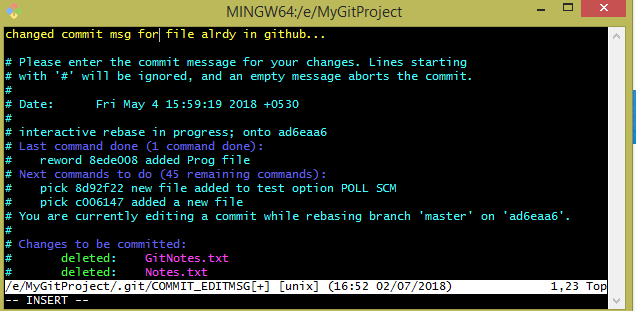 MINGW64:/e/MyGitProject
changed commit msg for file alrdy in github...
# Please enter the commit message for your changes. Lines starting
# with '#' will be ignored, and an empty message aborts the commit.
#
# Date:      Fri May 4 15:59:19 2018 +0530
#
# interactive rebase in progress; onto ad6eaa6
# Last command done (1 command done):
#    reword 8ede008 added Prog file
# Next commands to do (45 remaining commands):
#    pick 8d92f22 new file added to test option POLL SCM
#    pick c006147 added a new file
# You are currently editing a commit while rebasing branch 'master' on 'ad6eaa6'.
#
# Changes to be committed:
#       deleted:    GitNotes.txt
#       deleted:    Notes.txt
/e/MyGitProject/.git/COMMIT_EDITMSG[+] [unix] (16:52 02/07/2018) 1,23 Top
-- INSERT --